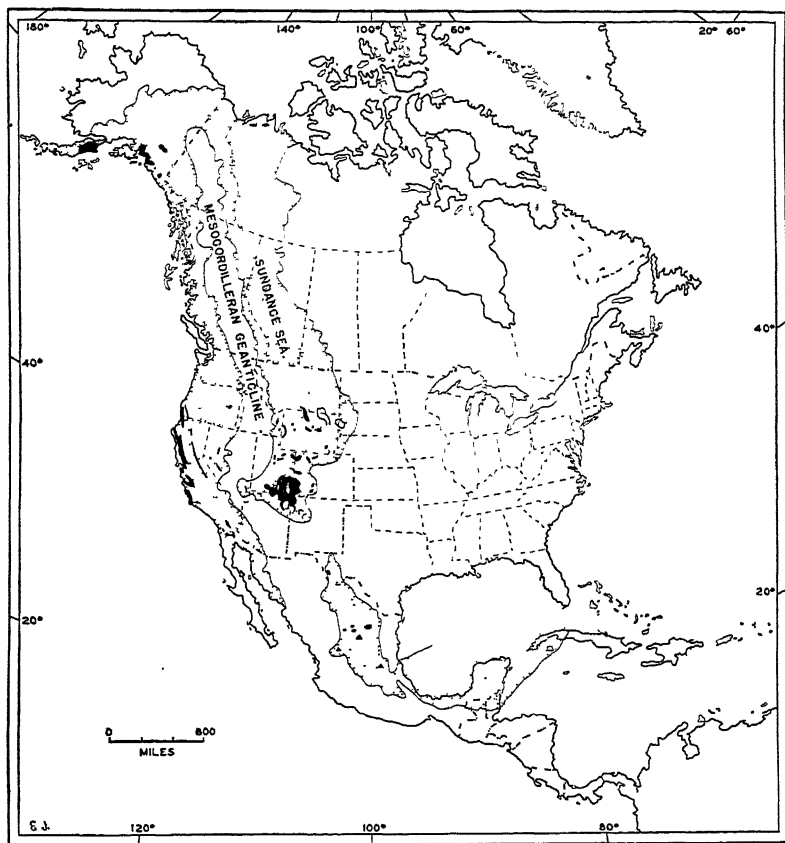 180° 140° 100° 60° 20° 60°
MESOCORDILLERAN GEANTICLINE
SUNDANCE SEA
40° 40°
20° 20°
0 800
MILES
E J.
120° 100° 80°